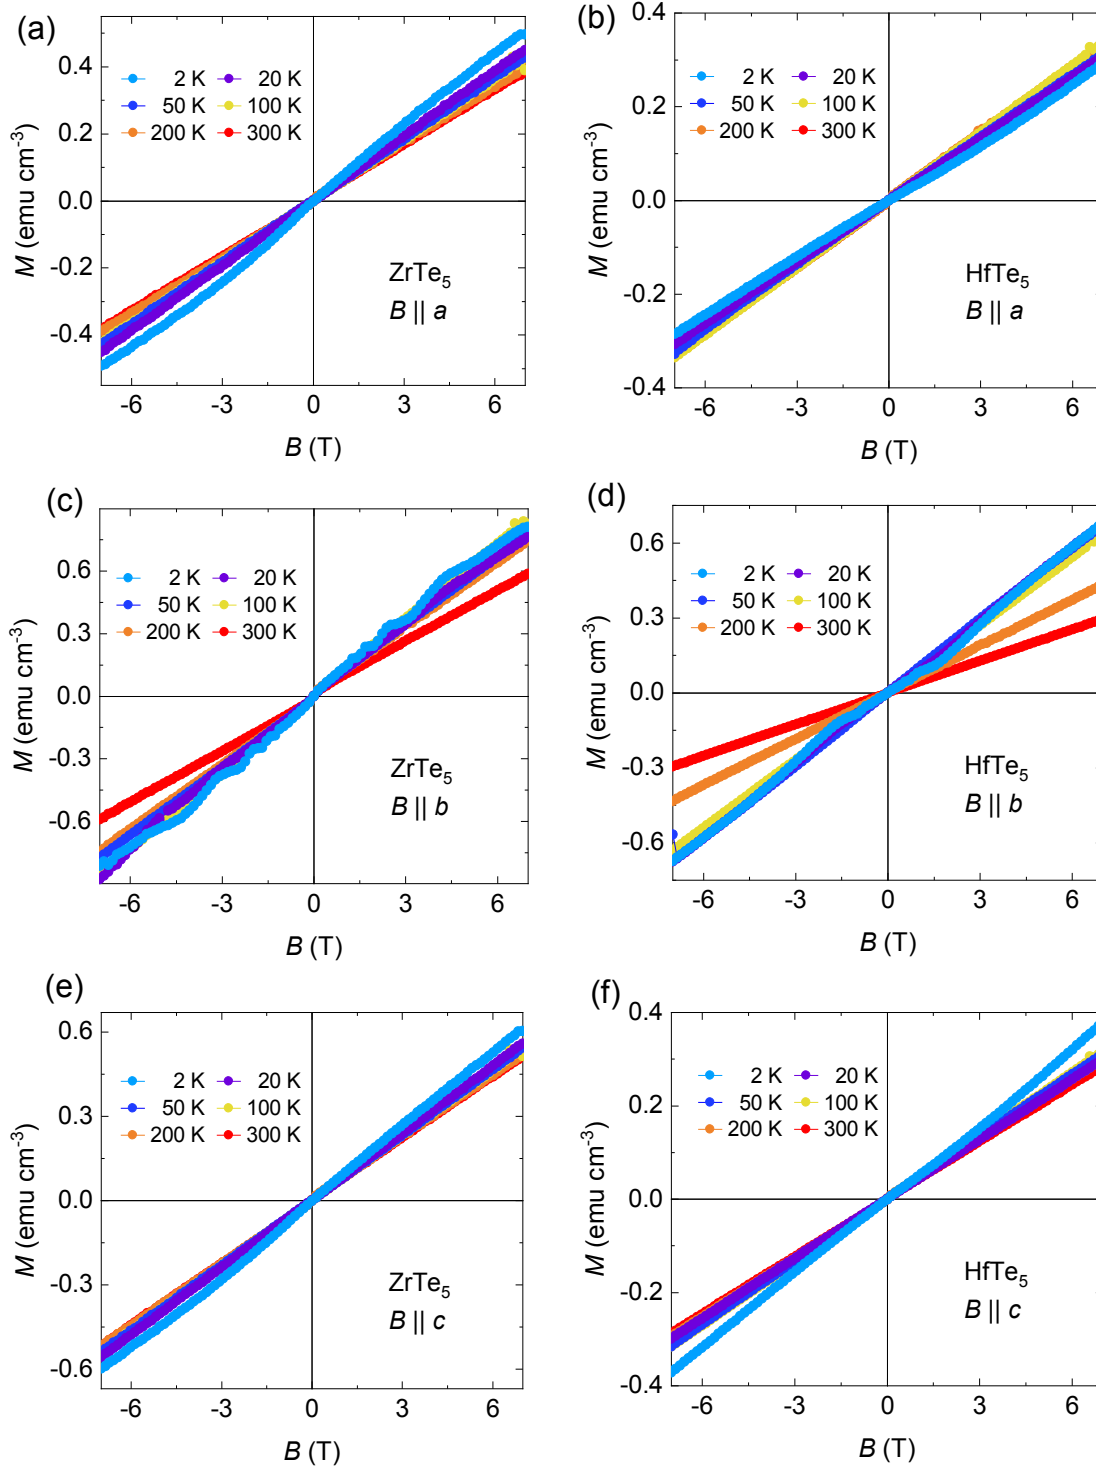 (a)
2 K 20 K
50 K 100 K
200 K 300 K
M (emu cm⁻³)
0.4
0.2
0.0
-0.2
-0.4
ZrTe₅
B || a
-6 -3 0 3 6
B (T)
(b)
2 K 20 K
50 K 100 K
200 K 300 K
M (emu cm⁻³)
0.4
0.3
0.2
0.1
0.0
-0.2
-0.4
HfTe₅
B || a
-6 -3 0 3 6
B (T)
(c)
2 K 20 K
50 K 100 K
200 K 300 K
M (emu cm⁻³)
0.6
0.3
0.0
-0.3
-0.6
ZrTe₅
B || b
-6 -3 0 3 6
B (T)
(d)
2 K 20 K
50 K 100 K
200 K 300 K
M (emu cm⁻³)
0.6
0.3
0.0
-0.3
-0.6
HfTe₅
B || b
-6 -3 0 3 6
B (T)
(e)
2 K 20 K
50 K 100 K
200 K 300 K
M (emu cm⁻³)
0.6
0.3
0.0
-0.3
-0.6
ZrTe₅
B || c
-6 -3 0 3 6
B (T)
(f)
2 K 20 K
50 K 100 K
200 K 300 K
M (emu cm⁻³)
0.4
0.2
0.0
-0.2
-0.4
HfTe₅
B || c
-6 -3 0 3 6
B (T)